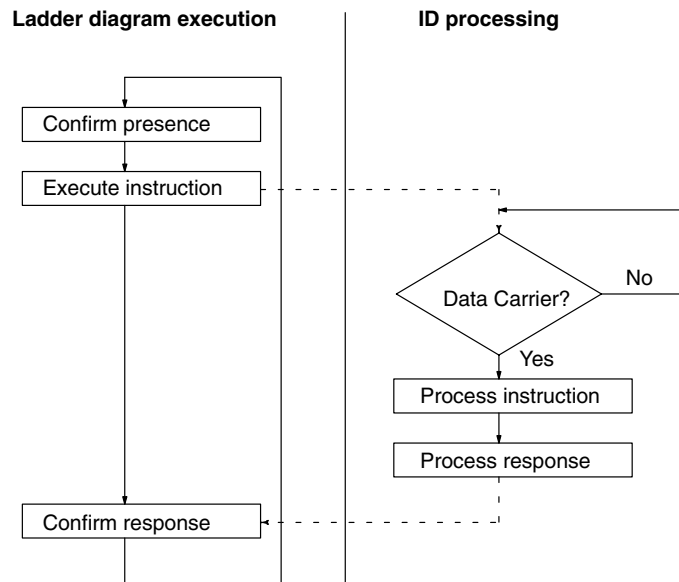 Ladder diagram execution
ID processing
Confirm presence
Execute instruction
Data Carrier?
No
Yes
Process instruction
Process response
Confirm response